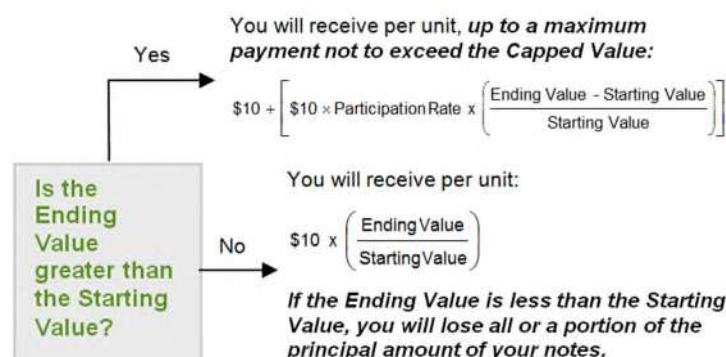 You will receive per unit, up to a maximum
payment not to exceed the Capped Value:
Yes
$10 + [ $10 × Participation Rate x ( Ending Value - Starting Value / Starting Value ) ]
Is the
Ending
Value
greater than
the Starting
Value?
You will receive per unit:
No
$10 x ( Ending Value / Starting Value )
If the Ending Value is less than the Starting
Value, you will lose all or a portion of the
principal amount of your notes.